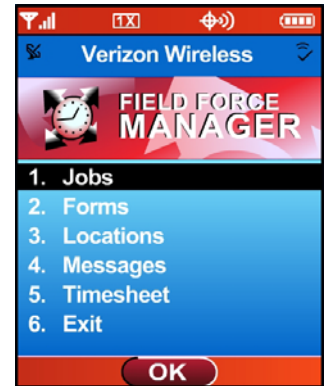 1X
Verizon Wireless
FIELD FORCE
MANAGER
1. Jobs
2. Forms
3. Locations
4. Messages
5. Timesheet
6. Exit
OK